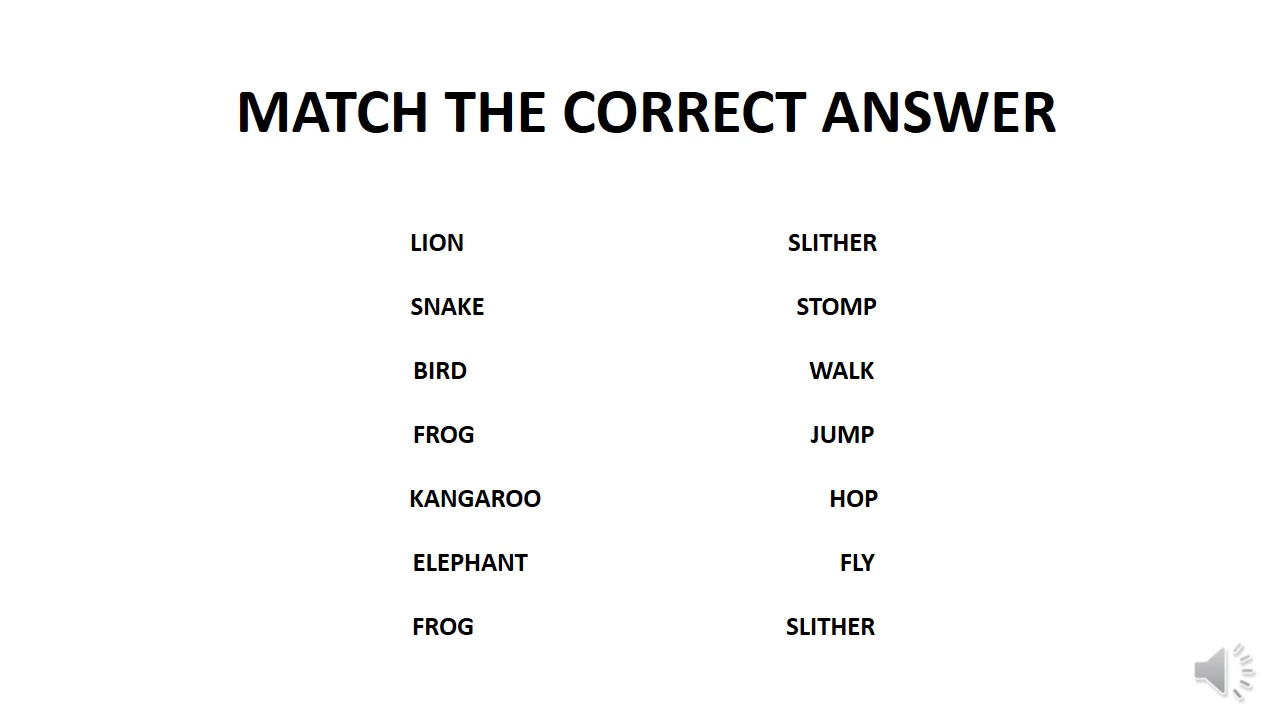 MATCH THE CORRECT ANSWER
LION SLITHER
SNAKE STOMP
BIRD WALK
FROG JUMP
KANGAROO HOP
ELEPHANT FLY
FROG SLITHER